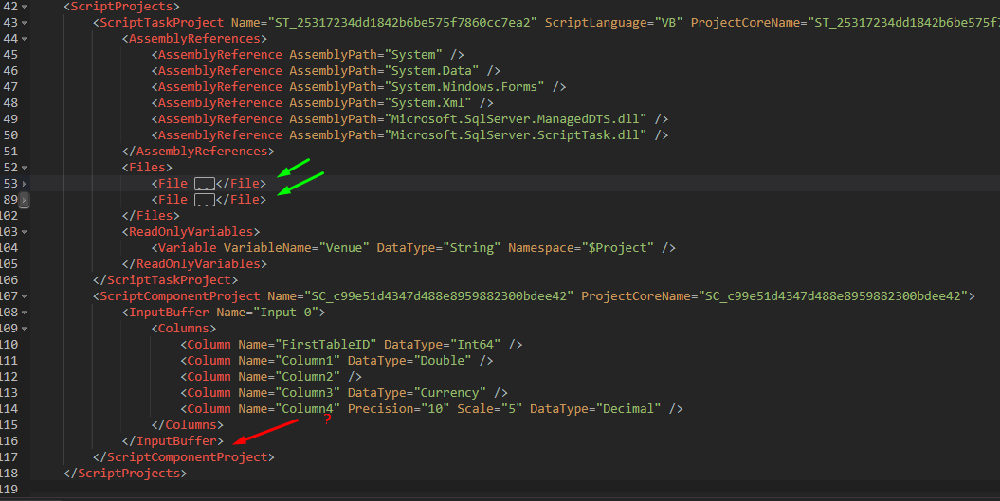 42 <ScriptProjects>
43 <ScriptTaskProject Name="ST_25317234dd1842b6be575f7860cc7ea2" ScriptLanguage="VB" ProjectCoreName="ST_25317234dd1842b6be575f7
44 <AssemblyReferences>
45 <AssemblyReference AssemblyPath="System" />
46 <AssemblyReference AssemblyPath="System.Data" />
47 <AssemblyReference AssemblyPath="System.Windows.Forms" />
48 <AssemblyReference AssemblyPath="System.Xml" />
49 <AssemblyReference AssemblyPath="Microsoft.SqlServer.ManagedDTS.dll" />
50 <AssemblyReference AssemblyPath="Microsoft.SqlServer.ScriptTask.dll" />
51 </AssemblyReferences>
52 <Files>
53 <File ...</File>
89 <File ...</File>
102 </Files>
103 <ReadOnlyVariables>
104 <Variable VariableName="Venue" DataType="String" Namespace="$Project" />
105 </ReadOnlyVariables>
106 </ScriptTaskProject>
107 <ScriptComponentProject Name="SC_c99e51d4347d488e8959882300bdee42" ProjectCoreName="SC_c99e51d4347d488e8959882300bdee42">
108 <InputBuffer Name="Input 0">
109 <Columns>
110 <Column Name="FirstTableID" DataType="Int64" />
111 <Column Name="Column1" DataType="Double" />
112 <Column Name="Column2" />
113 <Column Name="Column3" DataType="Currency" />
114 <Column Name="Column4" Precision="10" Scale="5" DataType="Decimal" />
?
115 </Columns>
116 </InputBuffer>
117 </ScriptComponentProject>
118 </ScriptProjects>
119